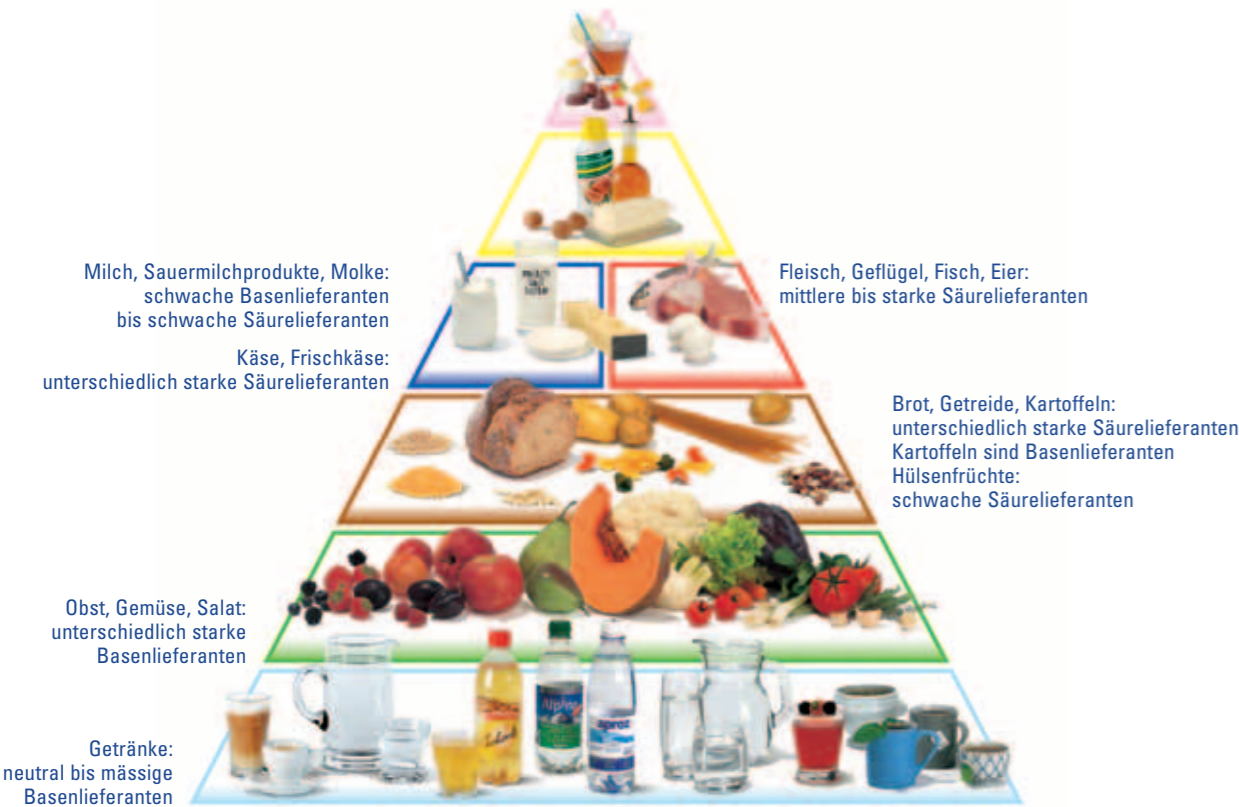 Milch, Sauermilchprodukte, Molke:
schwache Basenlieferanten
bis schwache Säurelieferanten
Käse, Frischkäse:
unterschiedlich starke Säurelieferanten
Fleisch, Geflügel, Fisch, Eier:
mittlere bis starke Säurelieferanten
Brot, Getreide, Kartoffeln:
unterschiedlich starke Säurelieferanten
Kartoffeln sind Basenlieferanten
Hülsenfrüchte:
schwache Säurelieferanten
Obst, Gemüse, Salat:
unterschiedlich starke
Basenlieferanten
Getränke:
neutral bis mässige
Basenlieferanten